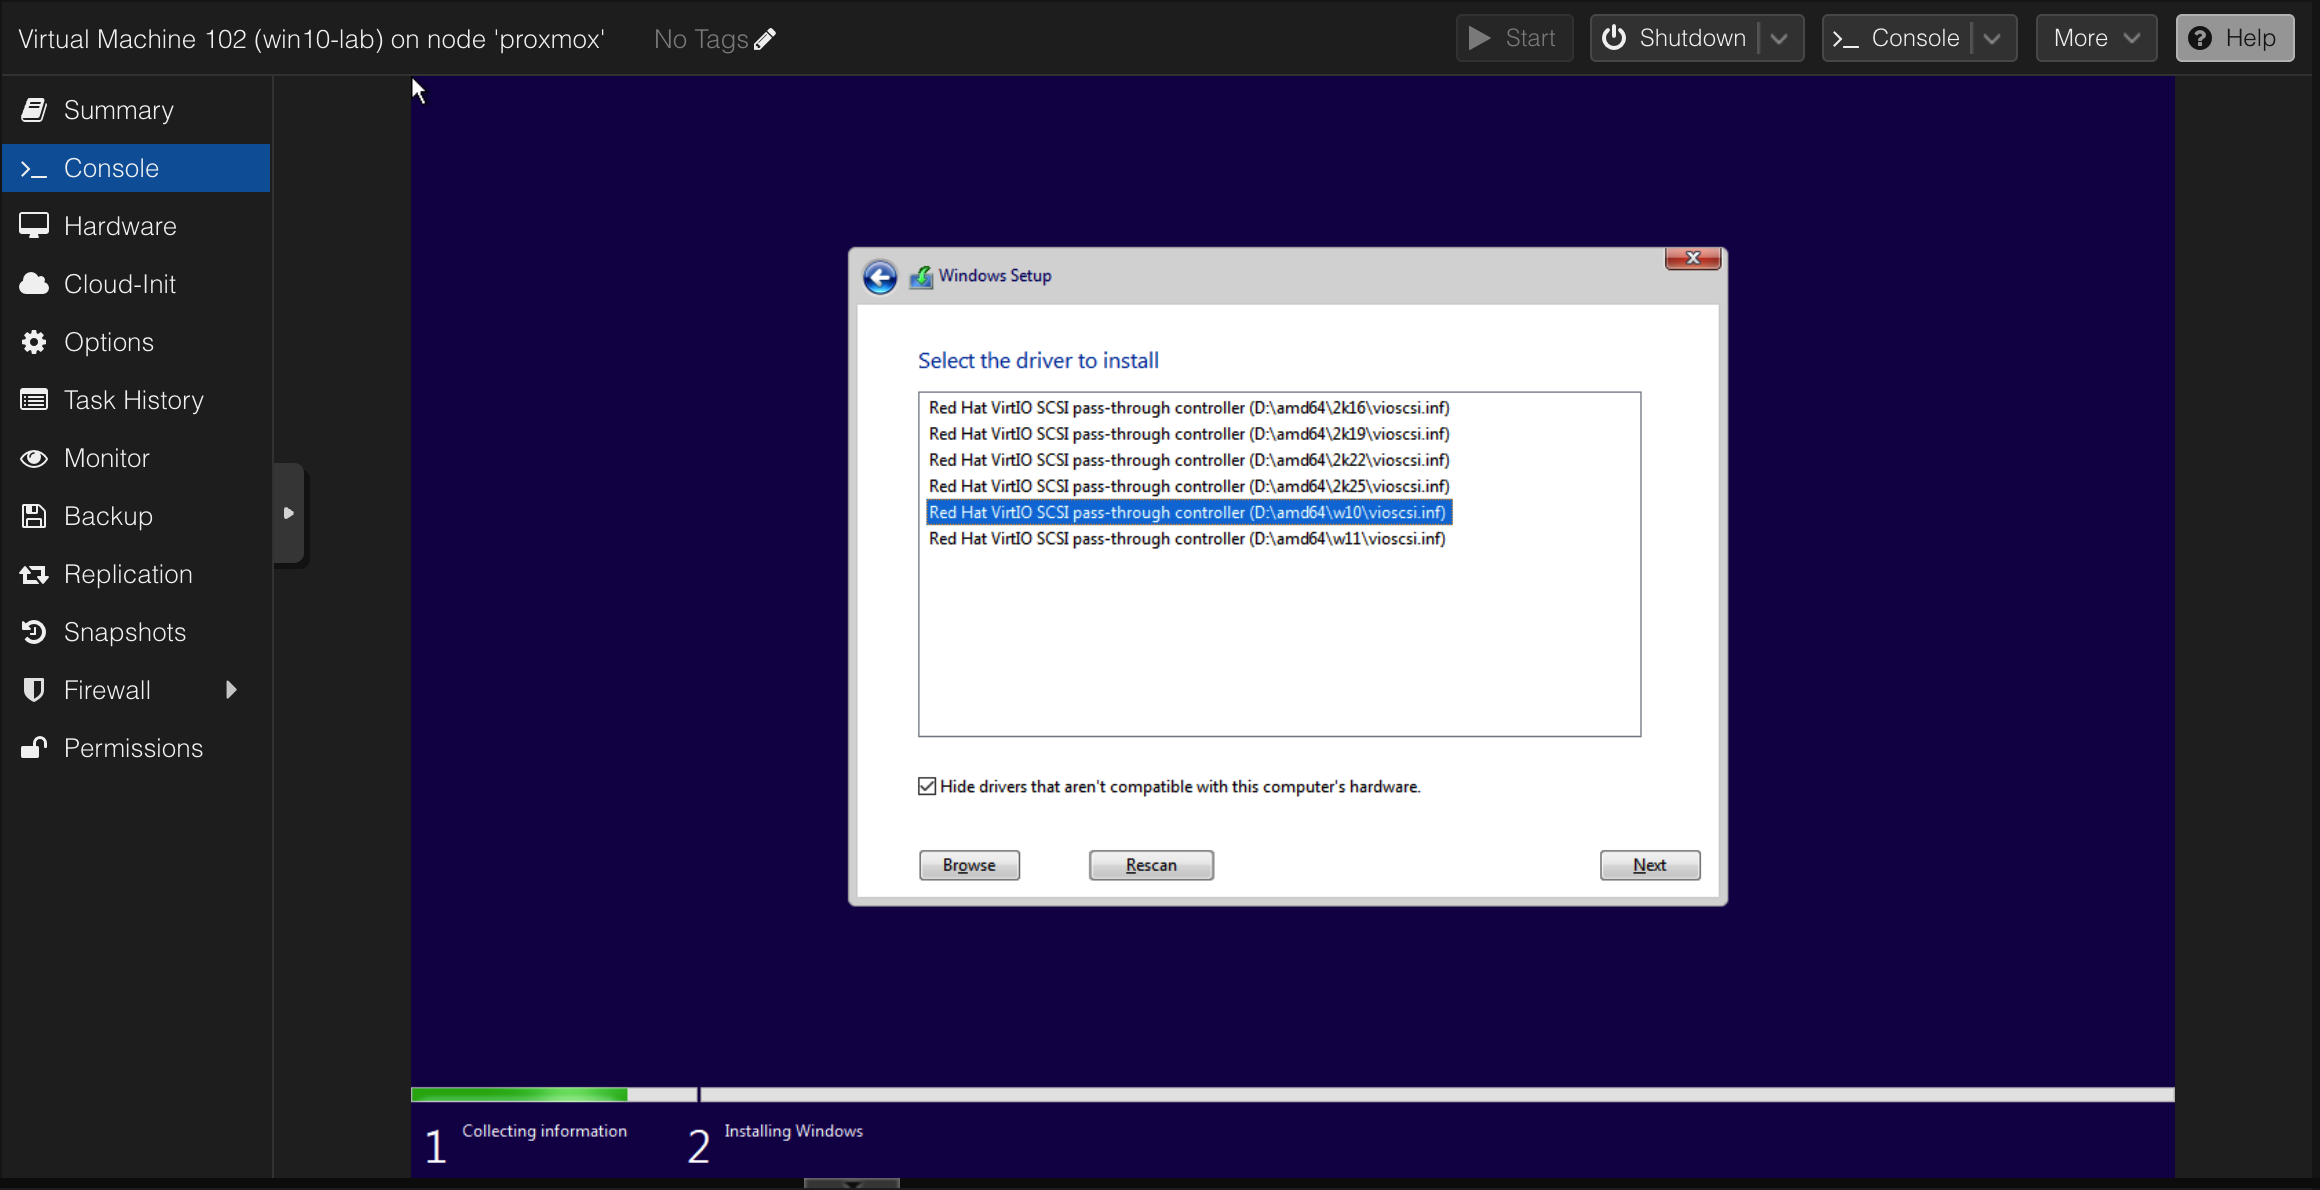 Virtual Machine 102 (win10-lab) on node 'proxmox'
No Tags
Start
Shutdown
Console
More
Help
Summary
Console
Hardware
Cloud-Init
Options
Task History
Monitor
Backup
Replication
Snapshots
Firewall
Permissions
Windows Setup
Select the driver to install
Red Hat VirtIO SCSI pass-through controller (D:\amd64\2k16\vioscsi.inf)
Red Hat VirtIO SCSI pass-through controller (D:\amd64\2k19\vioscsi.inf)
Red Hat VirtIO SCSI pass-through controller (D:\amd64\2k22\vioscsi.inf)
Red Hat VirtIO SCSI pass-through controller (D:\amd64\2k25\vioscsi.inf)
Red Hat VirtIO SCSI pass-through controller (D:\amd64\w10\vioscsi.inf)
Red Hat VirtIO SCSI pass-through controller (D:\amd64\w11\vioscsi.inf)
Hide drivers that aren't compatible with this computer's hardware.
Browse
Rescan
Next
1 Collecting information
2 Installing Windows